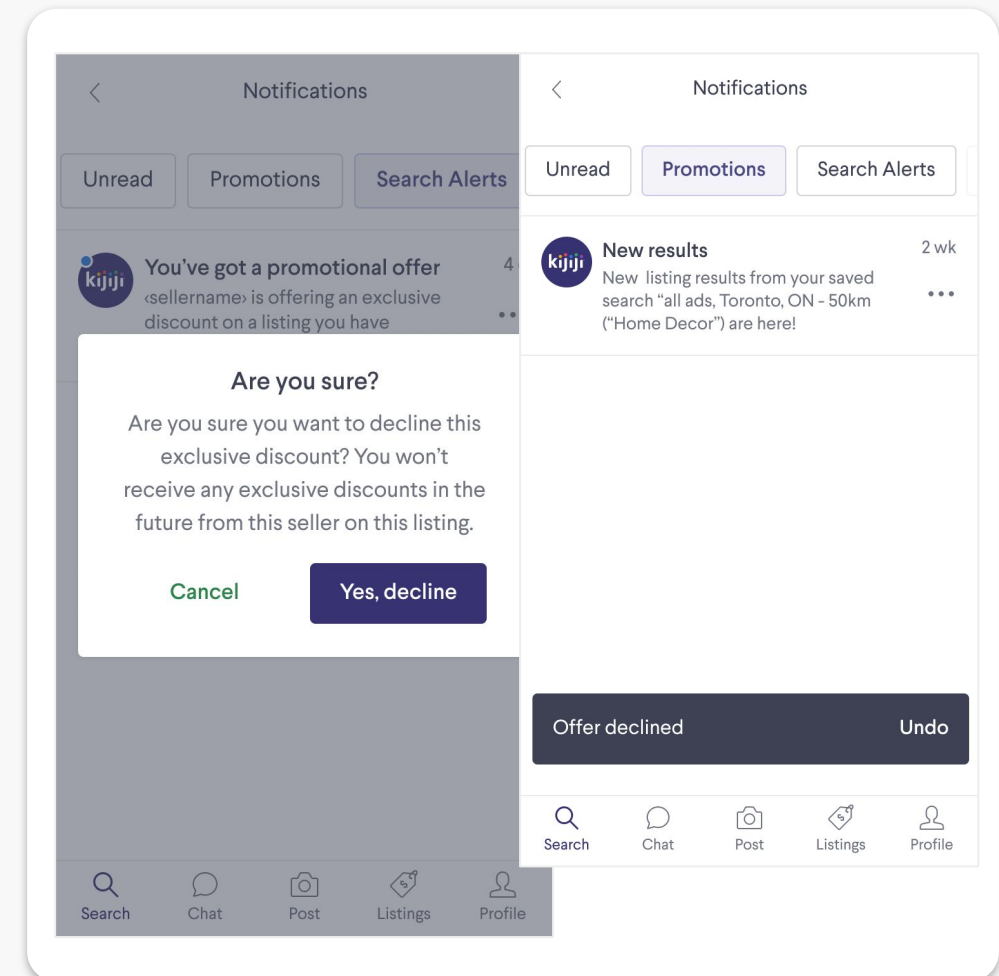 Notifications
Unread
Promotions
Search Alerts
kijiji
You’ve got a promotional offer
4
‹sellername› is offering an exclusive
discount on a listing you have
Are you sure?
Are you sure you want to decline this
exclusive discount? You won’t
receive any exclusive discounts in the
future from this seller on this listing.
Cancel
Yes, decline
Search
Chat
Post
Listings
Profile
Notifications
Unread
Promotions
Search Alerts
kijiji
New results
2 wk
New listing results from your saved
search “all ads, Toronto, ON - 50km
(“Home Decor”) are here!
Offer declined
Undo
Search
Chat
Post
Listings
Profile